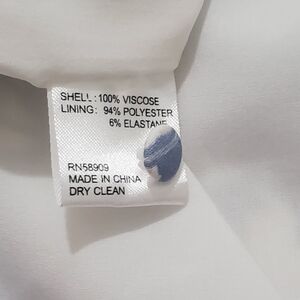 SHELL: 100% VISCOSE
LINING: 94% POLYESTER
6% ELASTANE
RN58909
MADE IN CHINA
DRY CLEAN